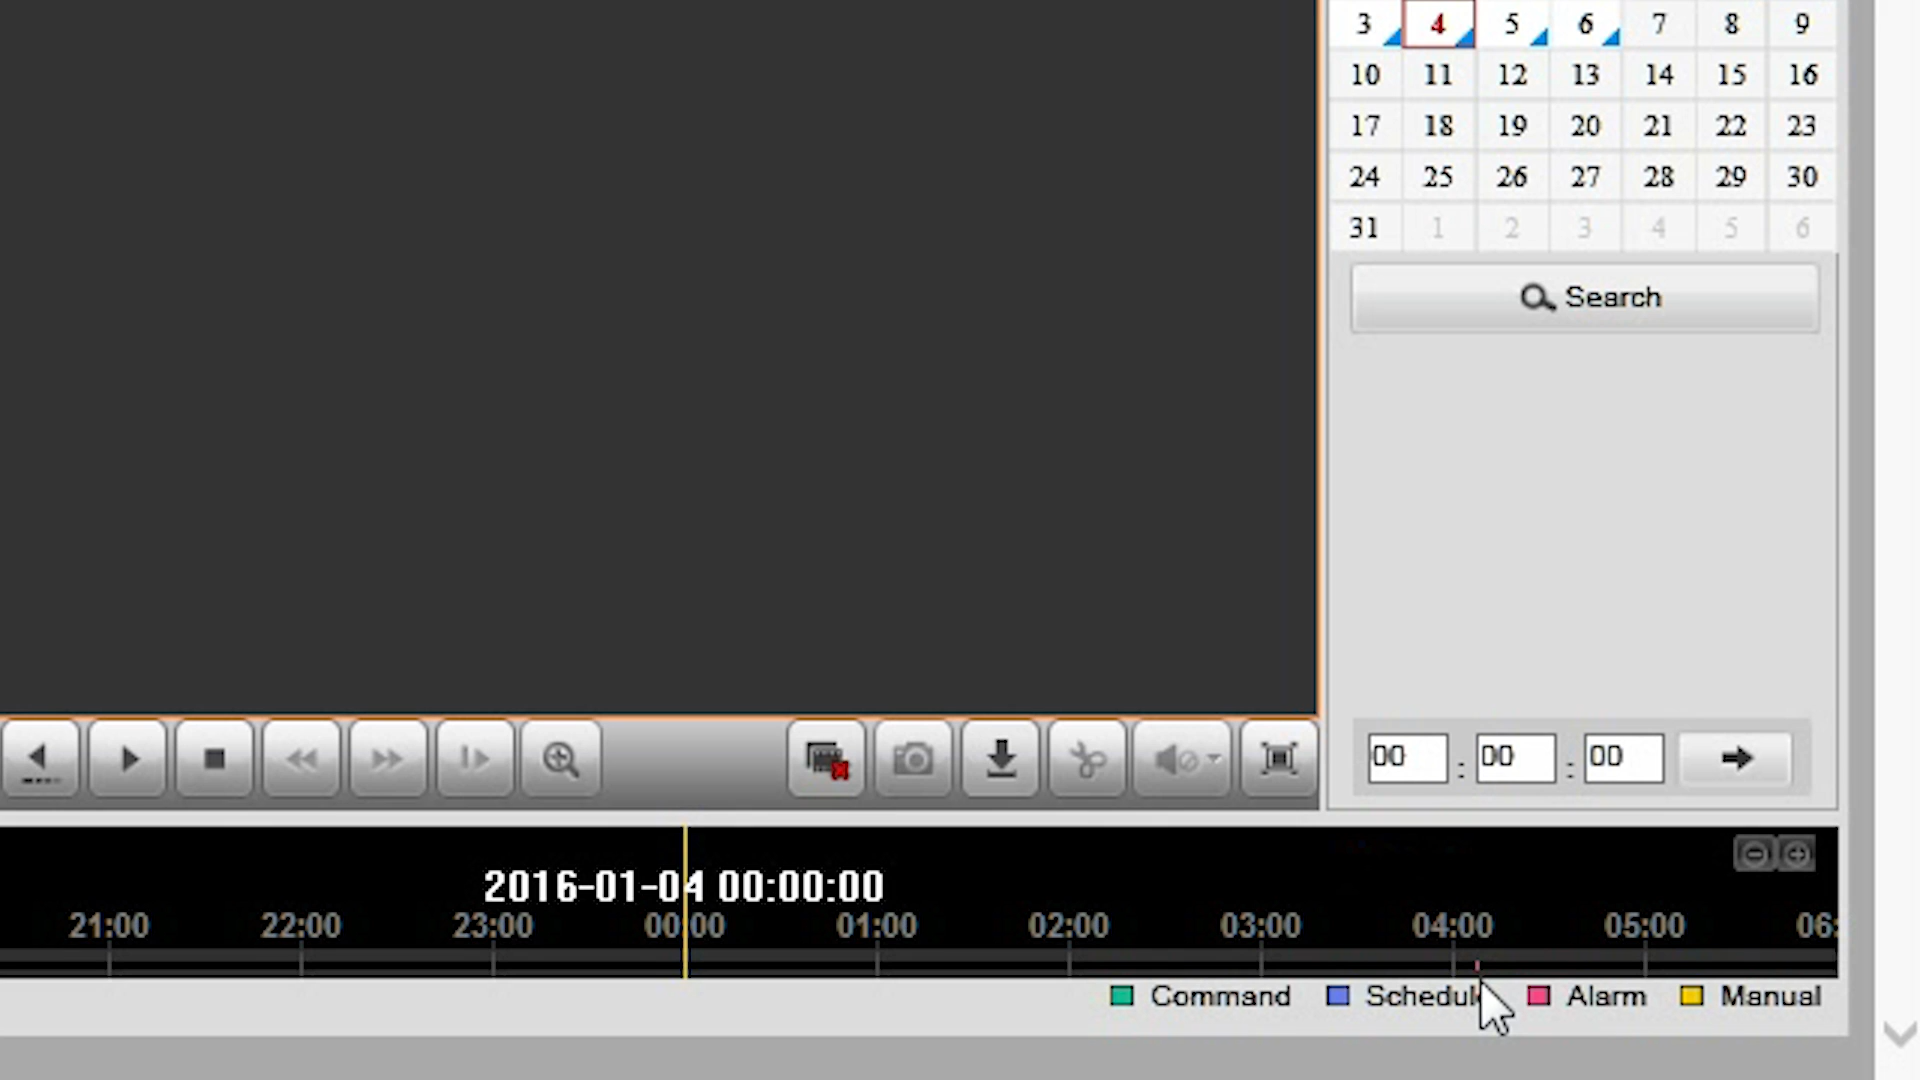 3 4 5 6 7 8 9
10 11 12 13 14 15 16
17 18 19 20 21 22 23
24 25 26 27 28 29 30
31 1 2 3 4 5 6
Search
00 : 00 : 00
2016-01-04 00:00:00
21:00 22:00 23:00 00:00 01:00 02:00 03:00 04:00 05:00 06:
Command Schedule Alarm Manual